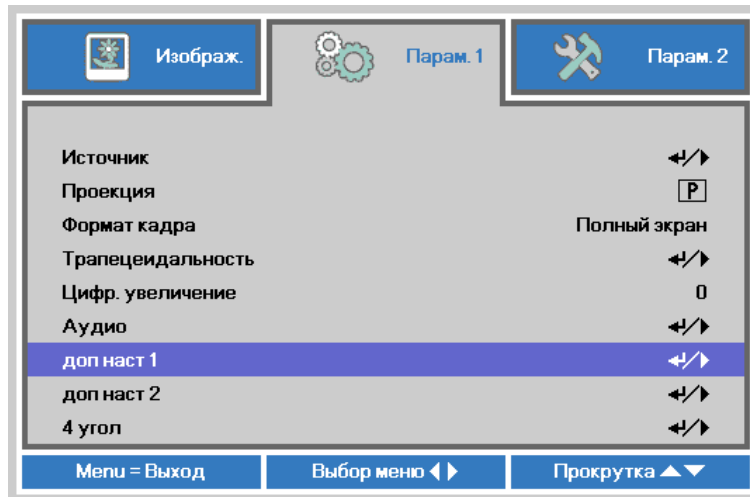 Изображ. Парам. 1 Парам. 2
Источник
Проекция P
Формат кадра Полный экран
Трапецеидальность
Цифр. увеличение 0
Аудио
доп наст 1
доп наст 2
4 угол
Menu = Выход Выбор меню Прокрутка